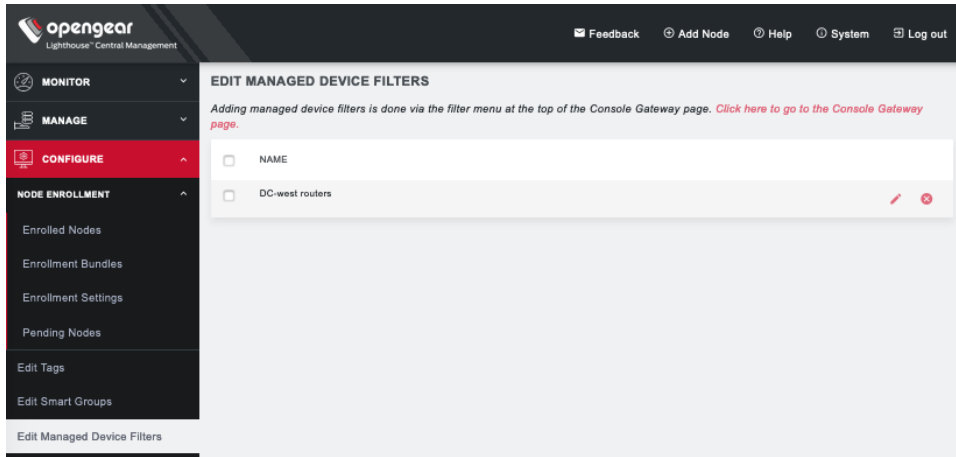 opengear
Lighthouse™ Central Management
Feedback
Add Node
Help
System
Log out
MONITOR
MANAGE
CONFIGURE
NODE ENROLLMENT
Enrolled Nodes
Enrollment Bundles
Enrollment Settings
Pending Nodes
Edit Tags
Edit Smart Groups
Edit Managed Device Filters
EDIT MANAGED DEVICE FILTERS
Adding managed device filters is done via the filter menu at the top of the Console Gateway page. Click here to go to the Console Gateway
page.
NAME
DC-west routers